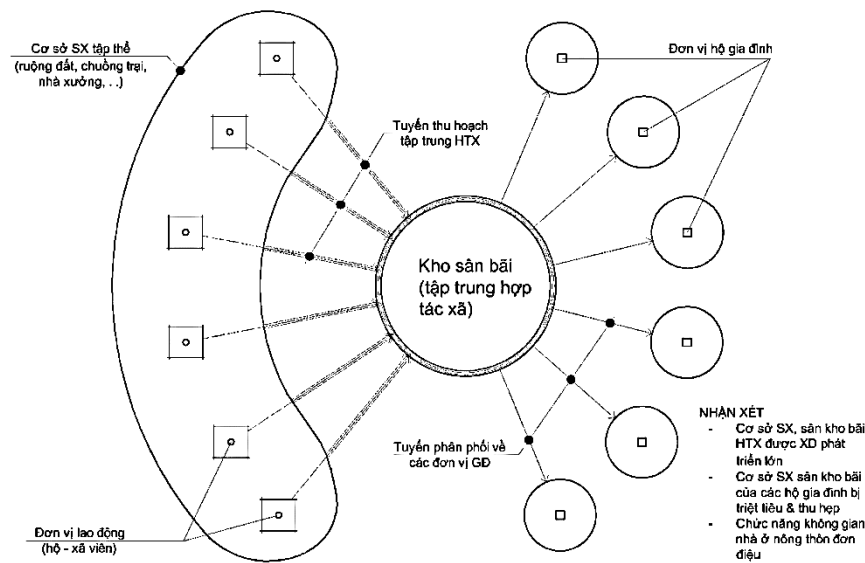 Cơ sở SX tập thể
(ruộng đất, chuồng trại,
nhà xưởng, . .)
Tuyến thu hoạch
tập trung HTX
Đơn vị hộ gia đình
Kho sân bãi
(tập trung hợp
tác xã)
Tuyến phân phối về
các đơn vị GĐ
Đơn vị lao động
(hộ - xã viên)
NHẬN XÉT
- Cơ sở SX, sân kho bãi
HTX được XD phát
triển lớn
- Cơ sở SX sân kho bãi
của các hộ gia đình bị
triệt tiêu & thu hẹp
- Chức năng không gian
nhà ở nông thôn đơn
điệu